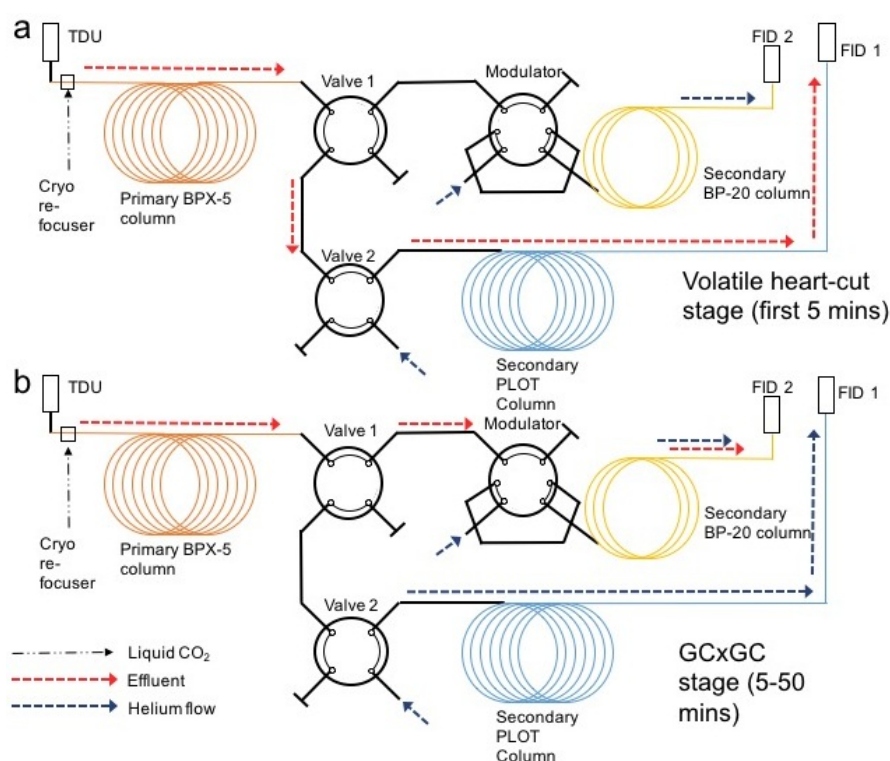 a
TDU
FID 2
FID 1
Valve 1
Modulator
Cryo
re-
focuser
Primary BPX-5
column
Secondary
BP-20 column
Valve 2
Volatile heart-cut
stage (first 5 mins)
Secondary
PLOT
Column
b
TDU
FID 2
FID 1
Valve 1
Modulator
Cryo
re-
focuser
Primary BPX-5
column
Secondary
BP-20 column
Valve 2
GCxGC
stage (5-50
mins)
Liquid CO₂
Effluent
Helium flow
Secondary
PLOT
Column